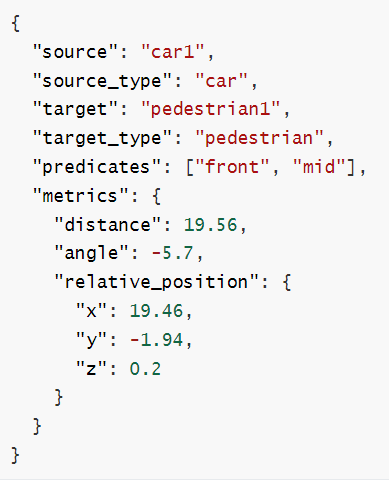 {
  "source": "car1",
  "source_type": "car",
  "target": "pedestrian1",
  "target_type": "pedestrian",
  "predicates": ["front", "mid"],
  "metrics": {
    "distance": 19.56,
    "angle": -5.7,
    "relative_position": {
      "x": 19.46,
      "y": -1.94,
      "z": 0.2
    }
  }
}